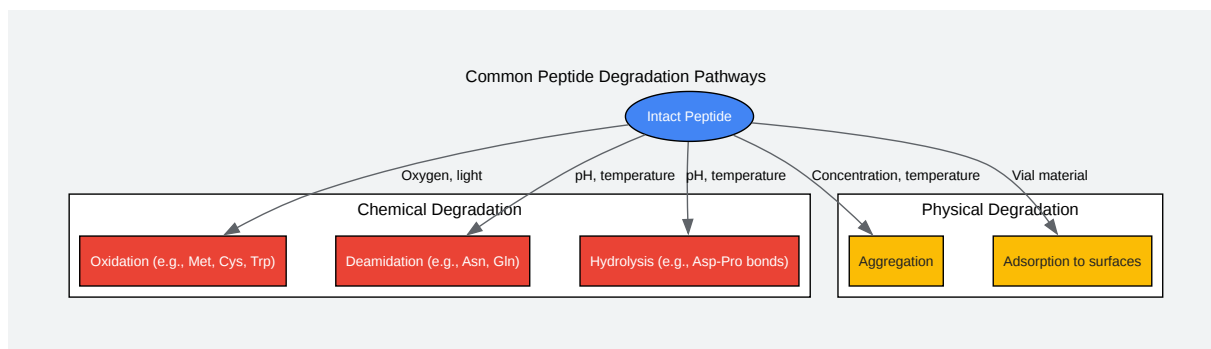 Common Peptide Degradation Pathways
Intact Peptide
Oxygen, light
pH, temperature
pH, temperature
Concentration, temperature
Vial material
Chemical Degradation
Physical Degradation
Oxidation (e.g., Met, Cys, Trp)
Deamidation (e.g., Asn, Gln)
Hydrolysis (e.g., Asp-Pro bonds)
Aggregation
Adsorption to surfaces